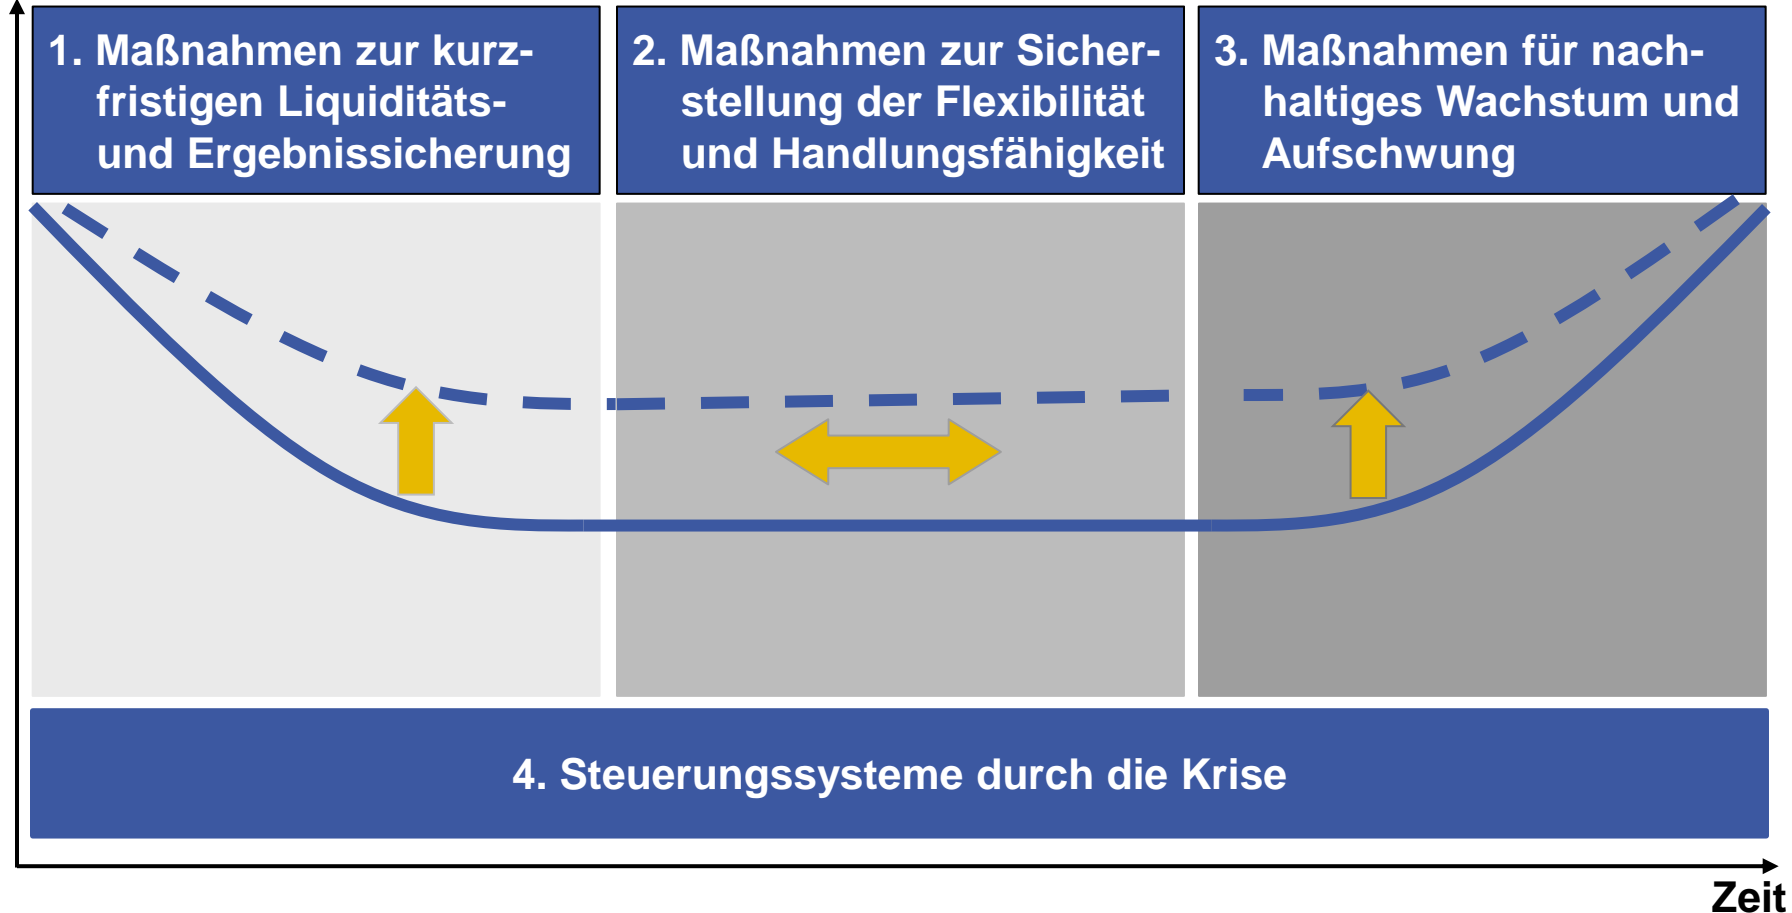 1. Maßnahmen zur kurz-
fristigen Liquiditäts-
und Ergebnissicherung
2. Maßnahmen zur Sicher-
stellung der Flexibilität
und Handlungsfähigkeit
3. Maßnahmen für nach-
haltiges Wachstum und
Aufschwung
4. Steuerungssysteme durch die Krise
Zeit